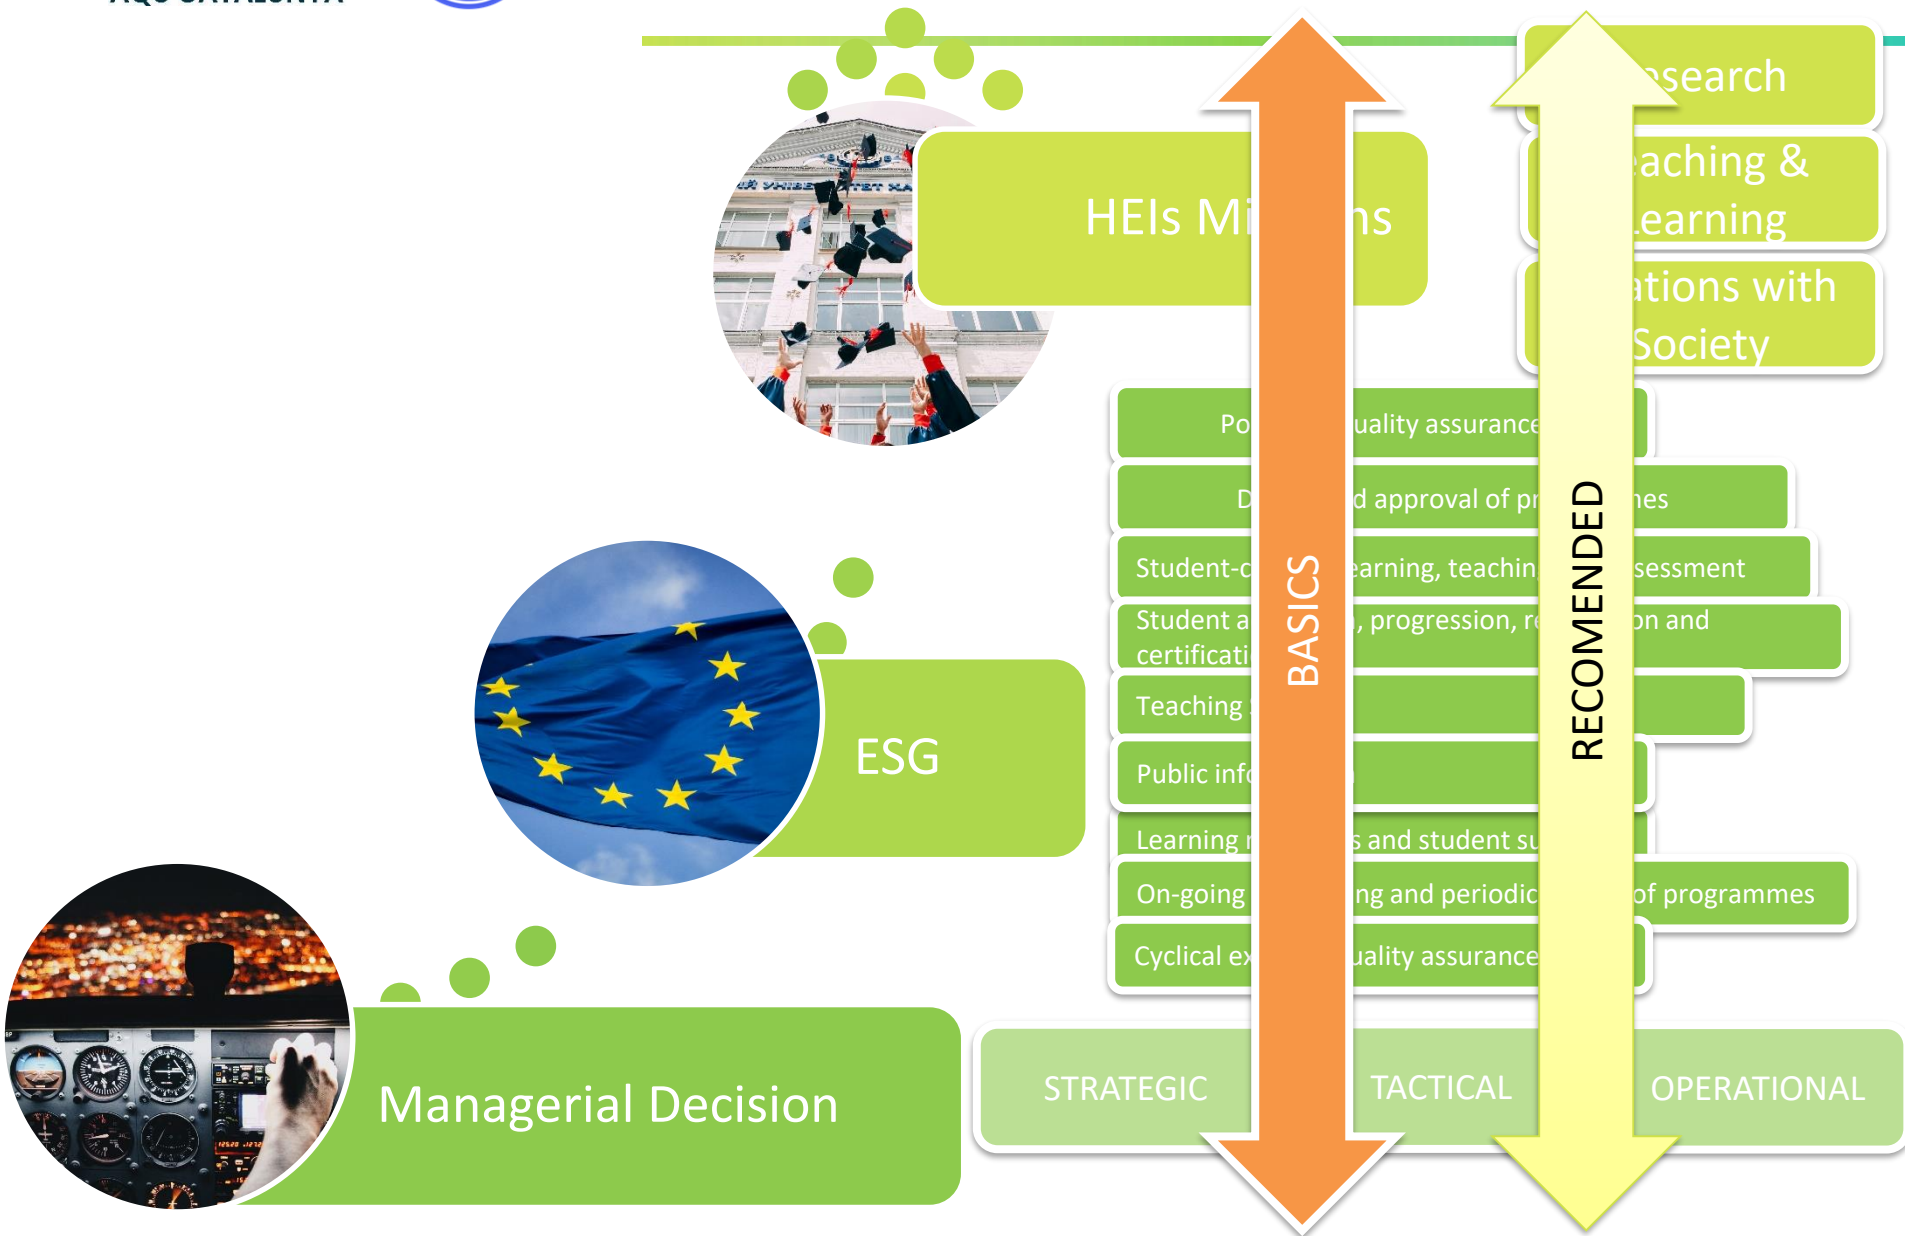 AQU CATALUNYA
search
HEIs Mi ns
aching &
earning
ations with
Society
Po uality assurance
D d approval of pr mes
Student-c earning, teachin sessment
Student a , progression, re on and
certificati
Teaching
Public info
Learning r s and student su
On-going ng and periodic of programmes
Cyclical ex uality assurance
BASICS
RECOMENDED
ESG
Managerial Decision
STRATEGIC
TACTICAL
OPERATIONAL